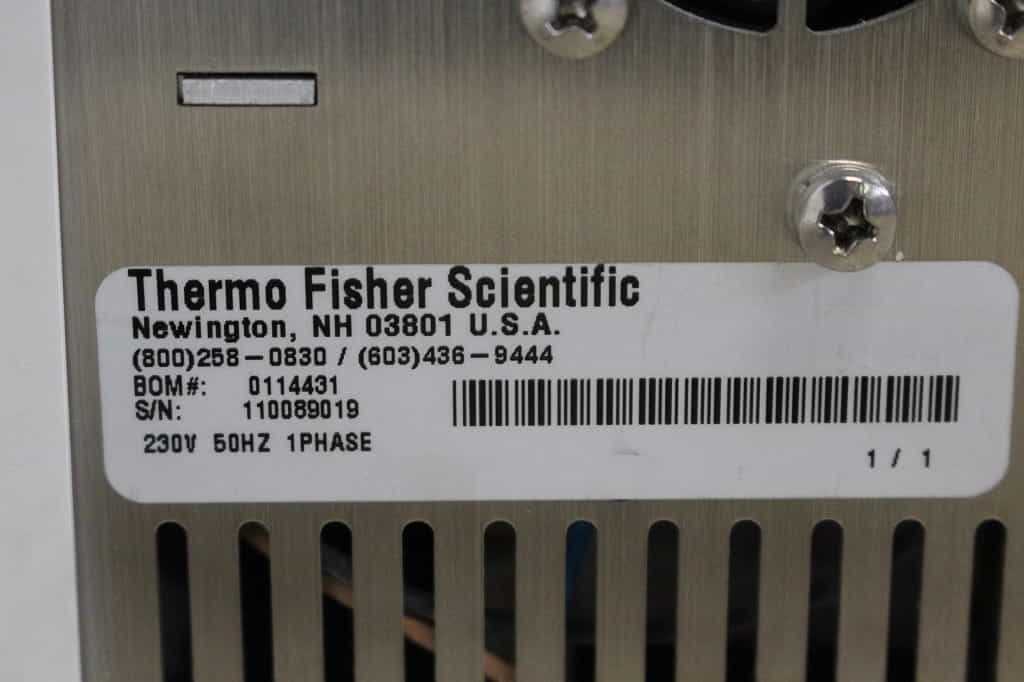 Thermo Fisher Scientific
Newington, NH 03801 U.S.A.
(800)258-0830 / (603)436-9444
BOM#: 0114431
S/N: 110089019
230V 50HZ 1PHASE
1 / 1